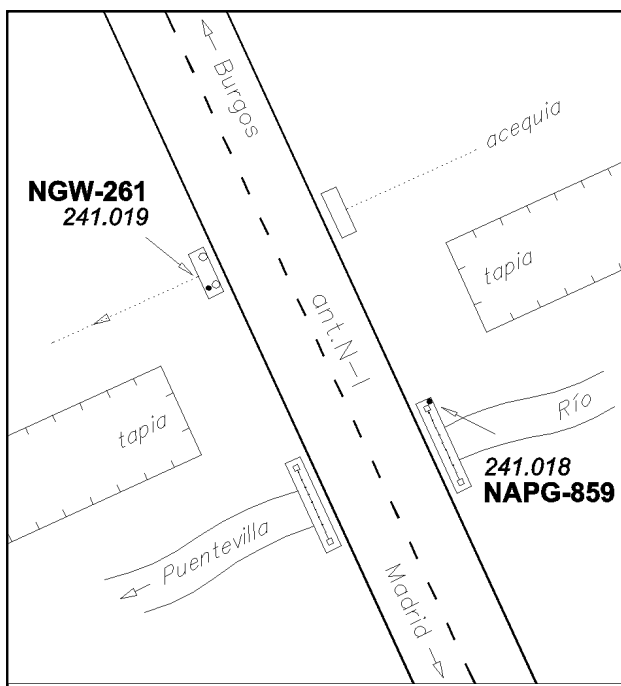 Burgos
acequia
NGW-261
241.019
tapia
ant.N-I
tapia
Río
241.018
NAPG-859
Puentevilla
Madrid